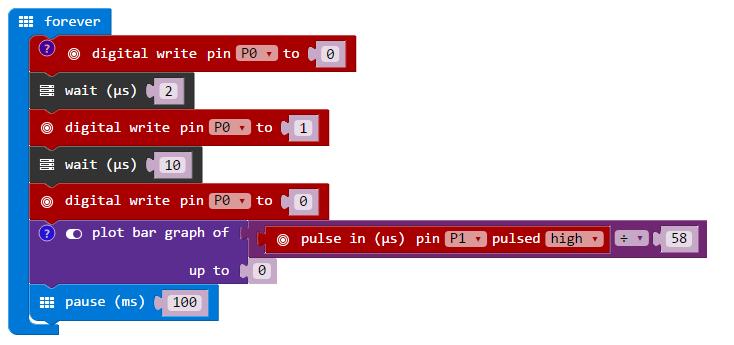 forever
? digital write pin P0 to 0
wait (µs) 2
digital write pin P0 to 1
wait (µs) 10
digital write pin P0 to 0
? plot bar graph of pulse in (µs) pin P1 pulsed high ÷ 58
up to 0
pause (ms) 100